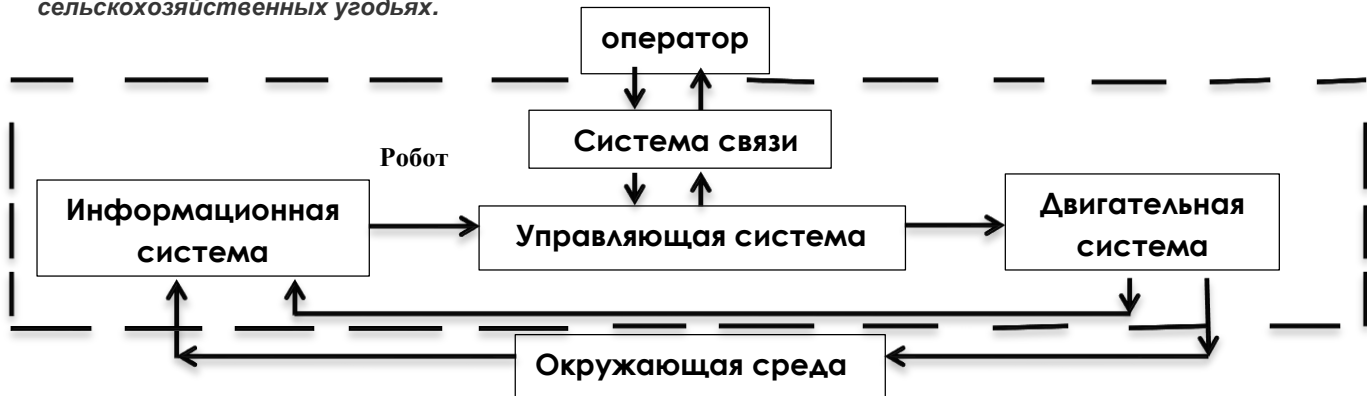 сельскохозяйственных угодьях.
оператор
Система связи
Робот
Информационная
система
Управляющая система
Двигательная
система
Окружающая среда